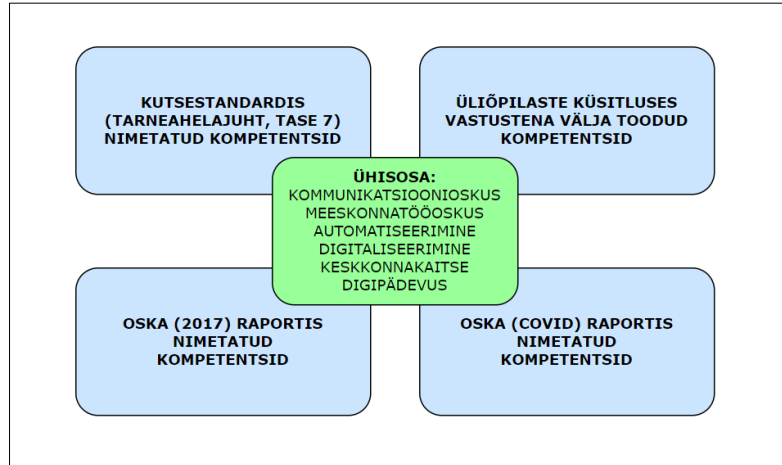 KUTSESTANDARDIS
(TARNEAHELAJUHT, TASE 7)
NIMETATUD KOMPETENTSID
ÜLIÕPILASTE KÜSITLUSES
VASTUSTENA VÄLJA TOODUD
KOMPETENTSID
ÜHISOSA:
KOMMUNIKATSIOONIOSKUS
MEESKONNATÖÖOSKUS
AUTOMATISEERIMINE
DIGITALISEERIMINE
KESKKONNAKAITSE
DIGIPÄDEVUS
OSKA (2017) RAPORTIS
NIMETATUD
KOMPETENTSID
OSKA (COVID) RAPORTIS
NIMETATUD
KOMPETENTSID